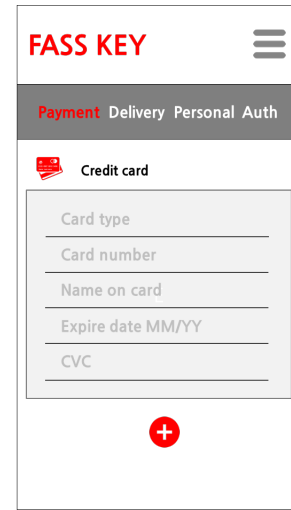 FASS KEY
Payment Delivery Personal Auth
Credit card
Card type
Card number
Name on card
Expire date MM/YY
CVC